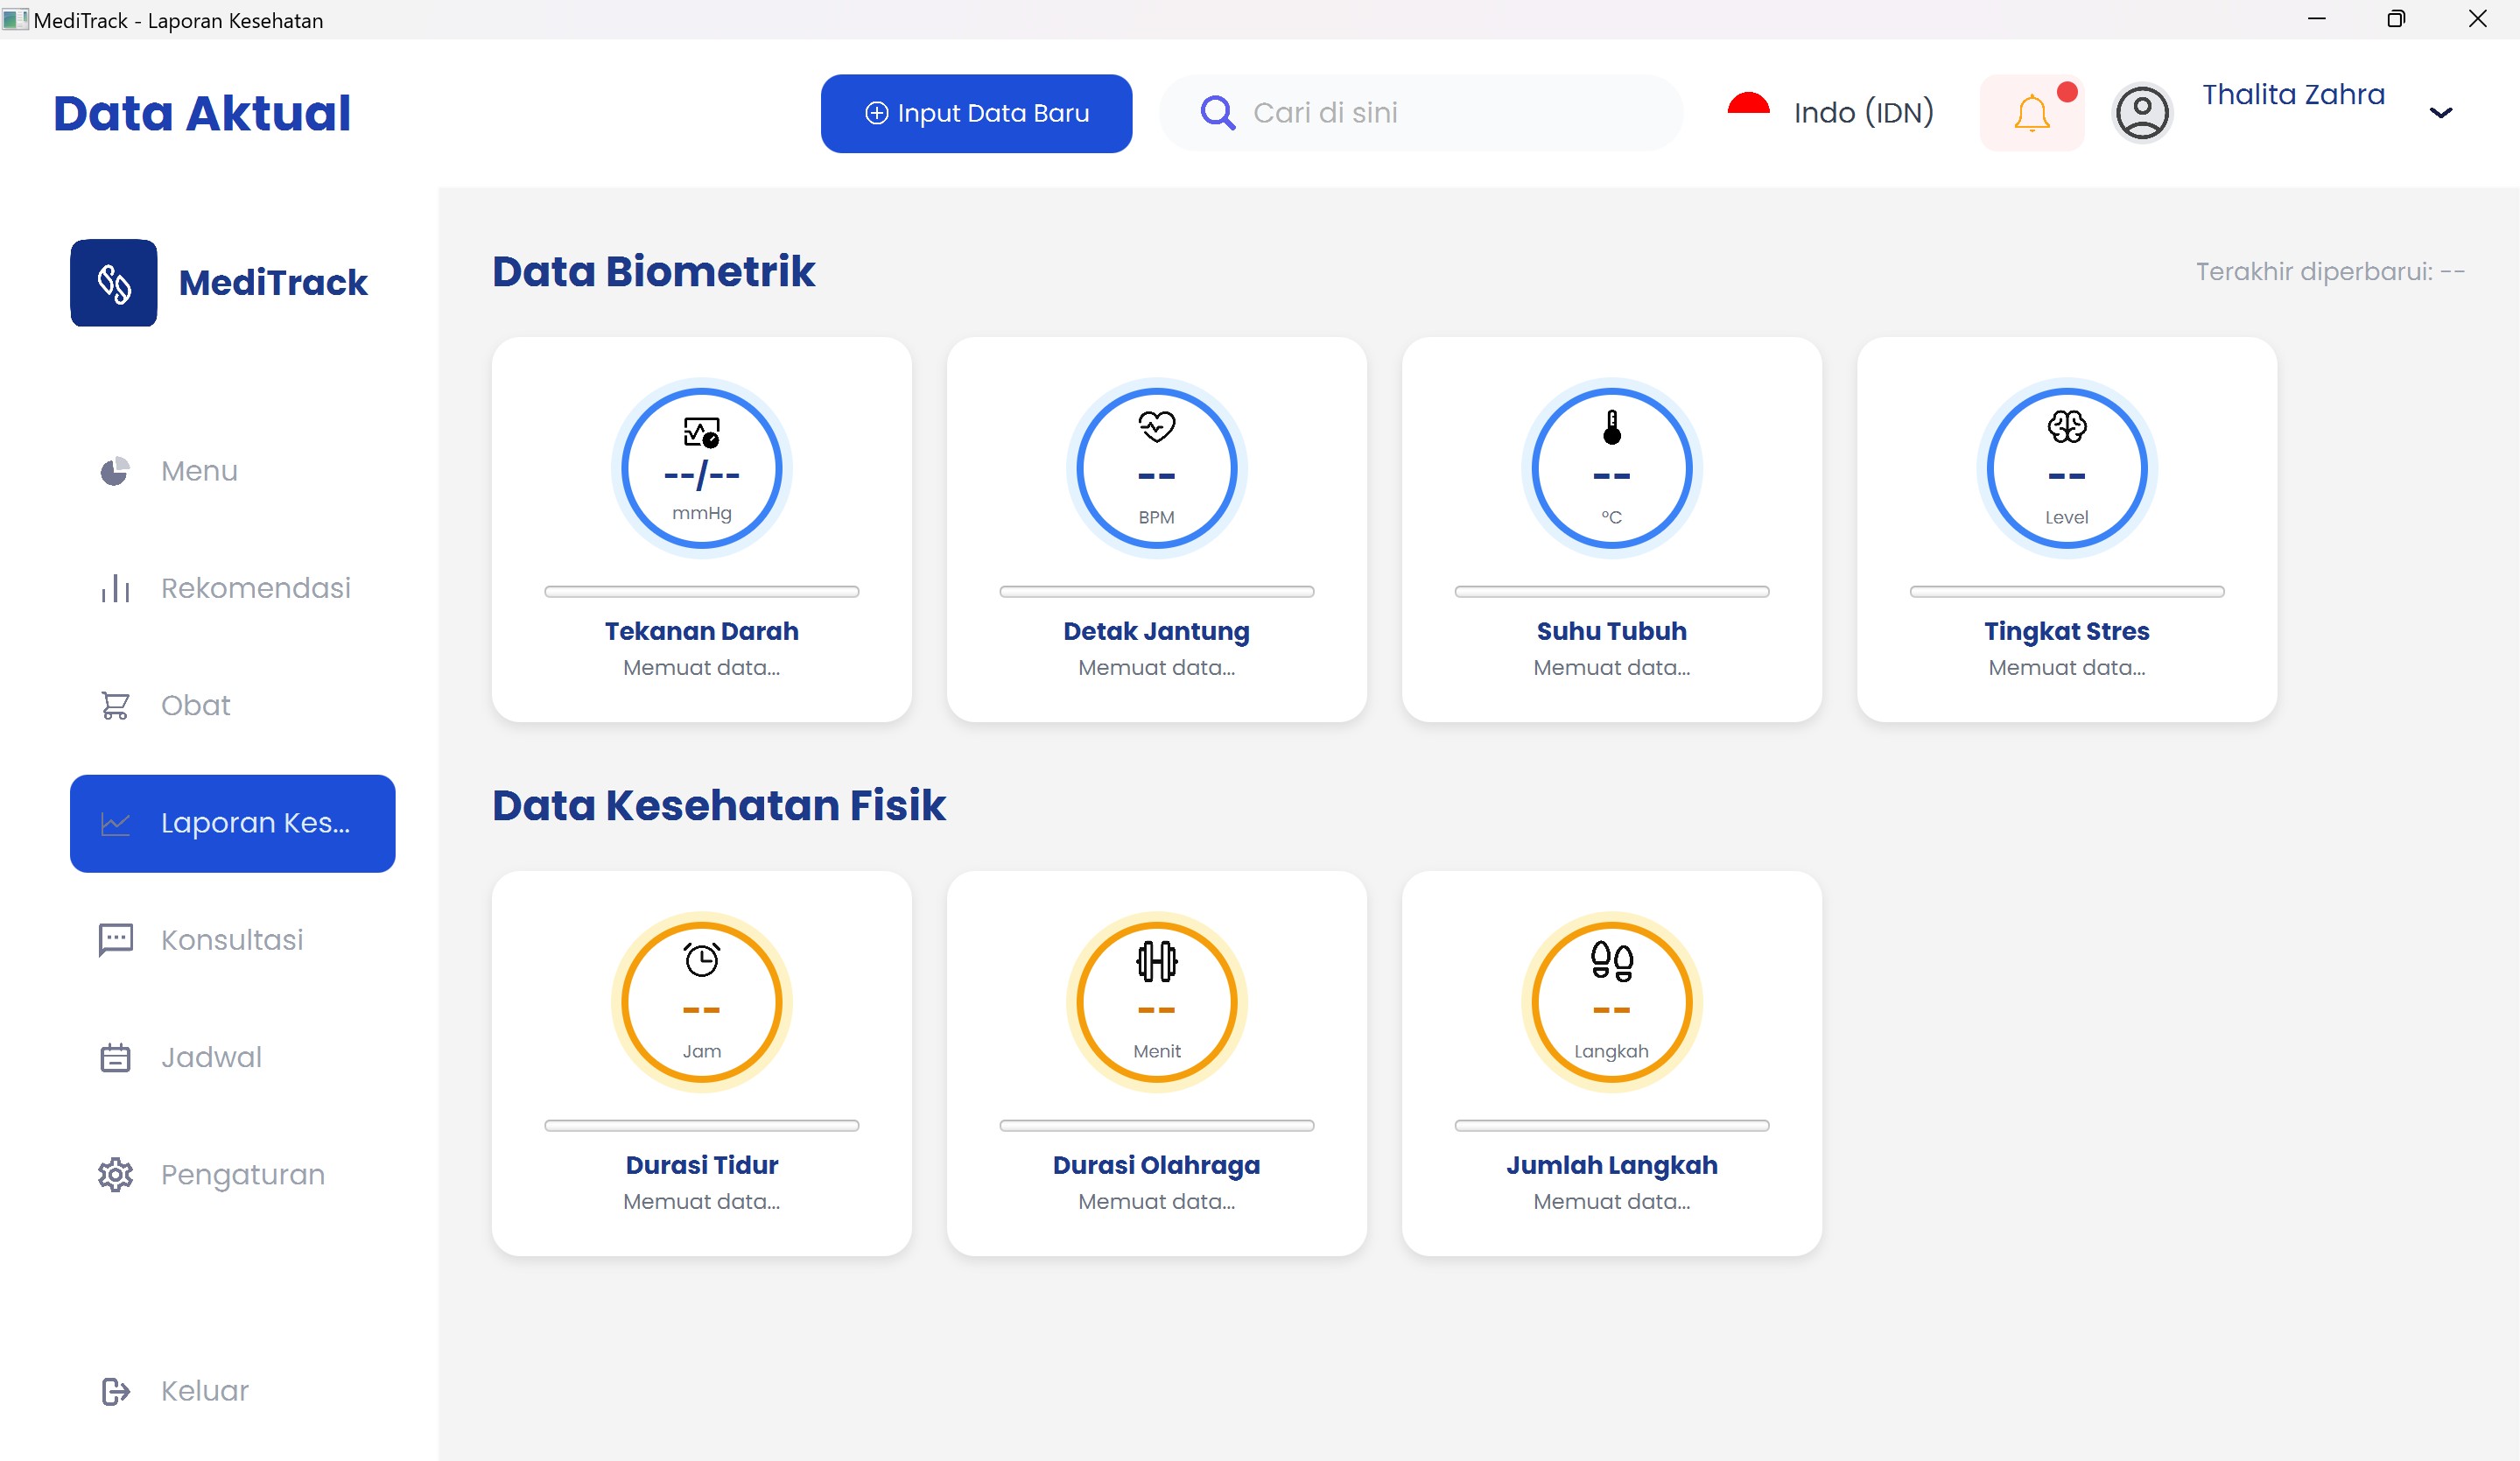 MediTrack - Laporan Kesehatan
Data Aktual
Input Data Baru
Cari di sini
Indo (IDN)
Thalita Zahra
MediTrack
Menu
Rekomendasi
Obat
Laporan Kes...
Konsultasi
Jadwal
Pengaturan
Keluar
Data Biometrik
Terakhir diperbarui: --
--/--
mmHg
Tekanan Darah
Memuat data...
--
BPM
Detak Jantung
Memuat data...
--
°C
Suhu Tubuh
Memuat data...
--
Level
Tingkat Stres
Memuat data...
Data Kesehatan Fisik
--
Jam
Durasi Tidur
Memuat data...
--
Menit
Durasi Olahraga
Memuat data...
--
Langkah
Jumlah Langkah
Memuat data...